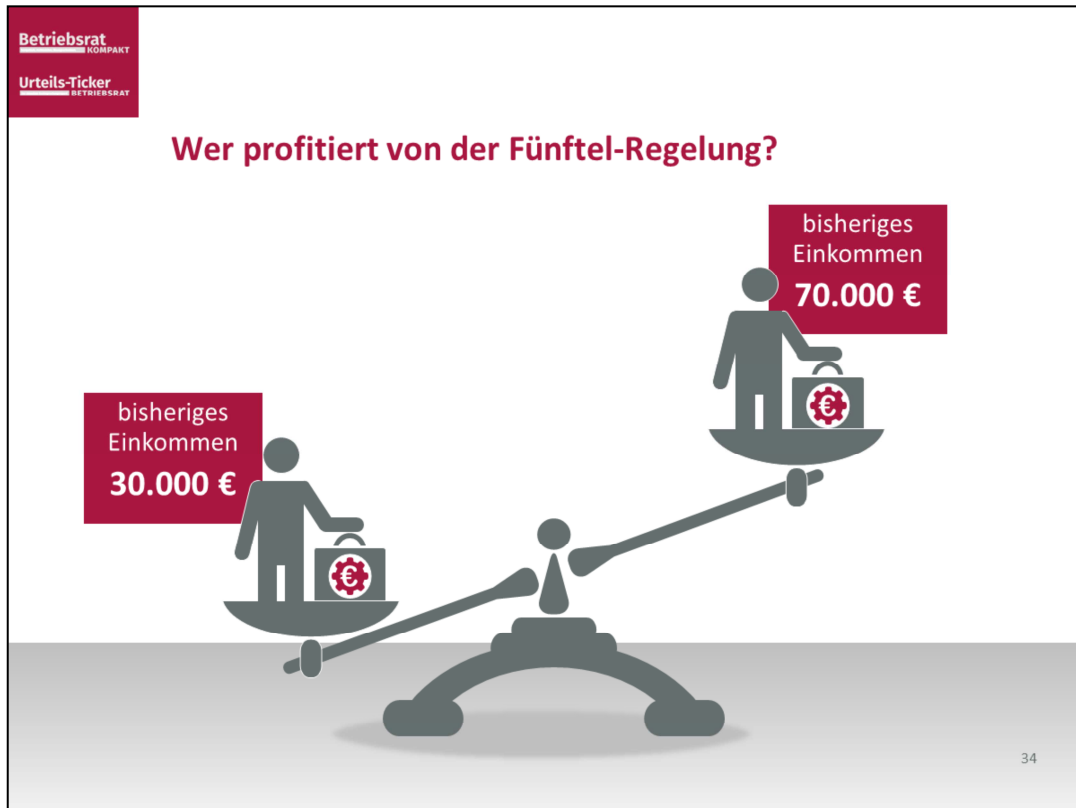 Betriebsrat
KOMPAKT
Urteils-Ticker
BETRIEBSRAT
Wer profitiert von der Fünftel-Regelung?
bisheriges
Einkommen
70.000 €
bisheriges
Einkommen
30.000 €
€
€
34